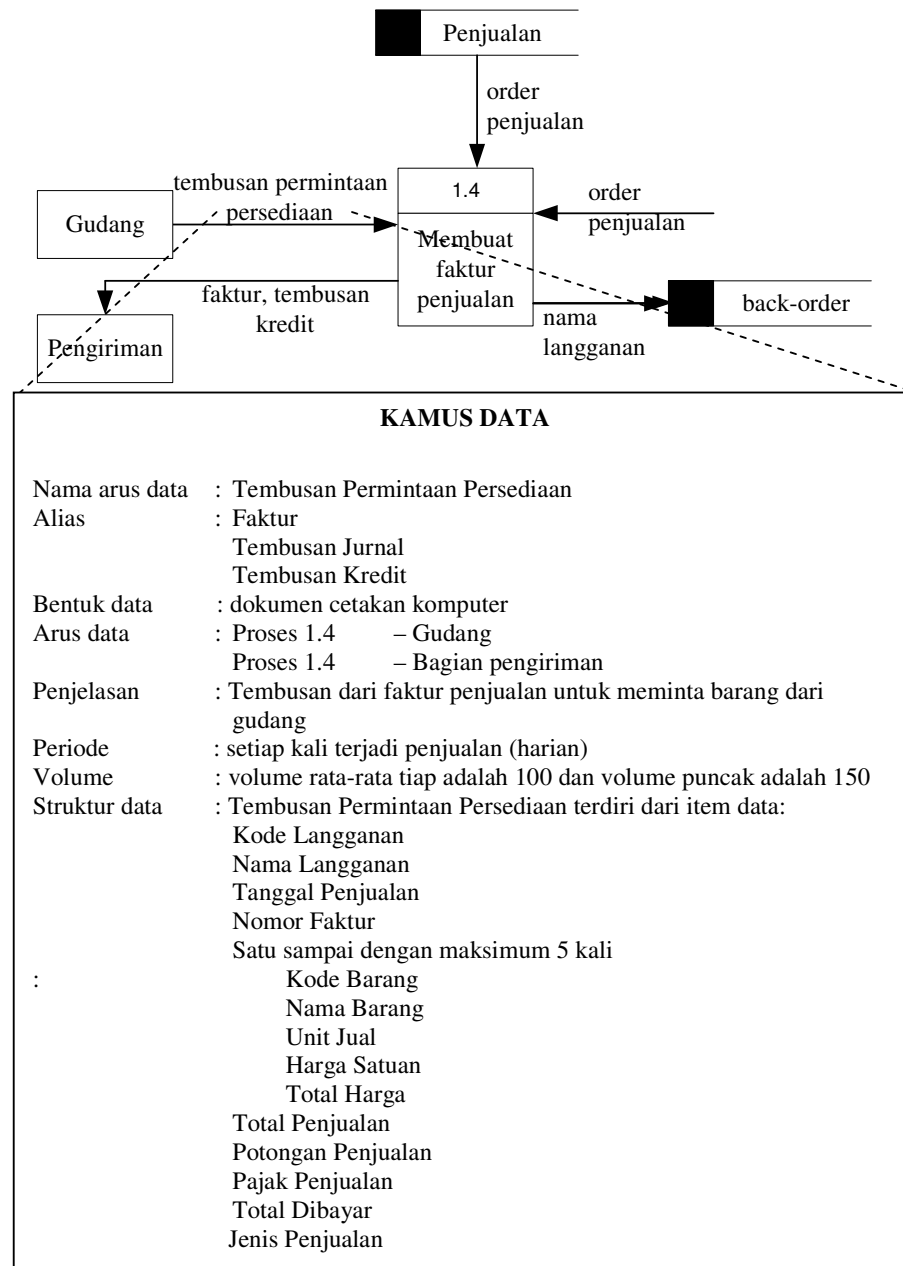 Penjualan
order
penjualan
tembusan permintaan
persediaan
1.4
order
penjualan
Gudang
Membuat
faktur
penjualan
faktur, tembusan
kredit
nama
langganan
back-order
Pengiriman
KAMUS DATA
Nama arus data : Tembusan Permintaan Persediaan
Alias : Faktur
Tembusan Jurnal
Tembusan Kredit
Bentuk data : dokumen cetakan komputer
Arus data : Proses 1.4 – Gudang
Proses 1.4 – Bagian pengiriman
Penjelasan : Tembusan dari faktur penjualan untuk meminta barang dari
gudang
Periode : setiap kali terjadi penjualan (harian)
Volume : volume rata-rata tiap adalah 100 dan volume puncak adalah 150
Struktur data : Tembusan Permintaan Persediaan terdiri dari item data:
Kode Langganan
Nama Langganan
Tanggal Penjualan
Nomor Faktur
Satu sampai dengan maksimum 5 kali
: Kode Barang
Nama Barang
Unit Jual
Harga Satuan
Total Harga
Total Penjualan
Potongan Penjualan
Pajak Penjualan
Total Dibayar
Jenis Penjualan